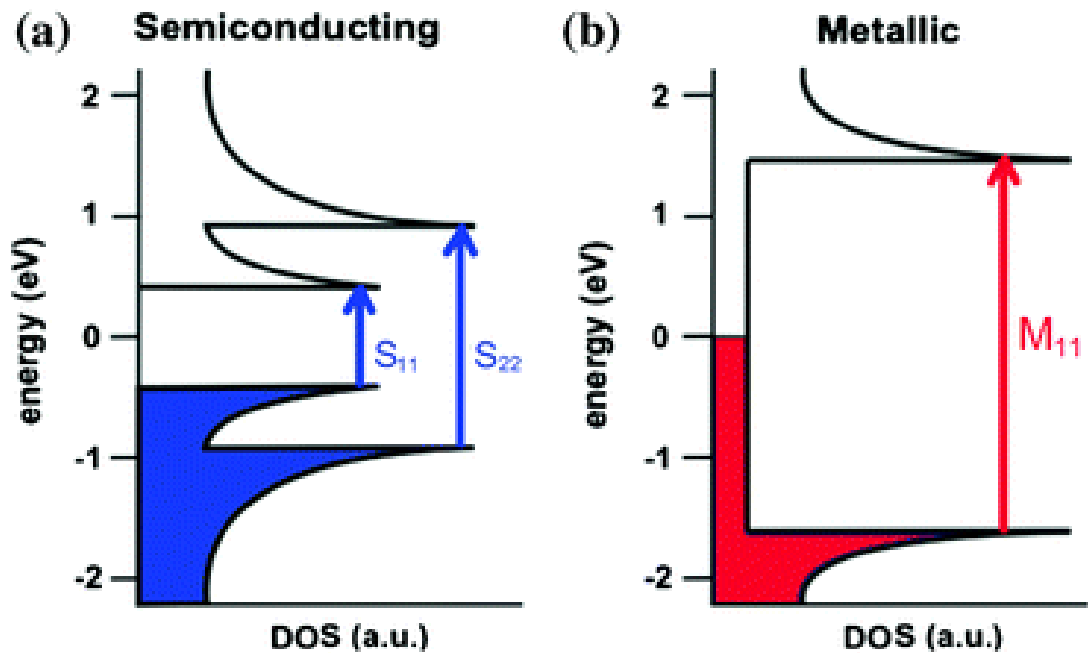 (a) Semiconducting
energy (eV)
2
1
0
-1
-2
S₁₁
S₂₂
DOS (a.u.)
(b) Metallic
energy (eV)
2
1
0
-1
-2
M₁₁
DOS (a.u.)